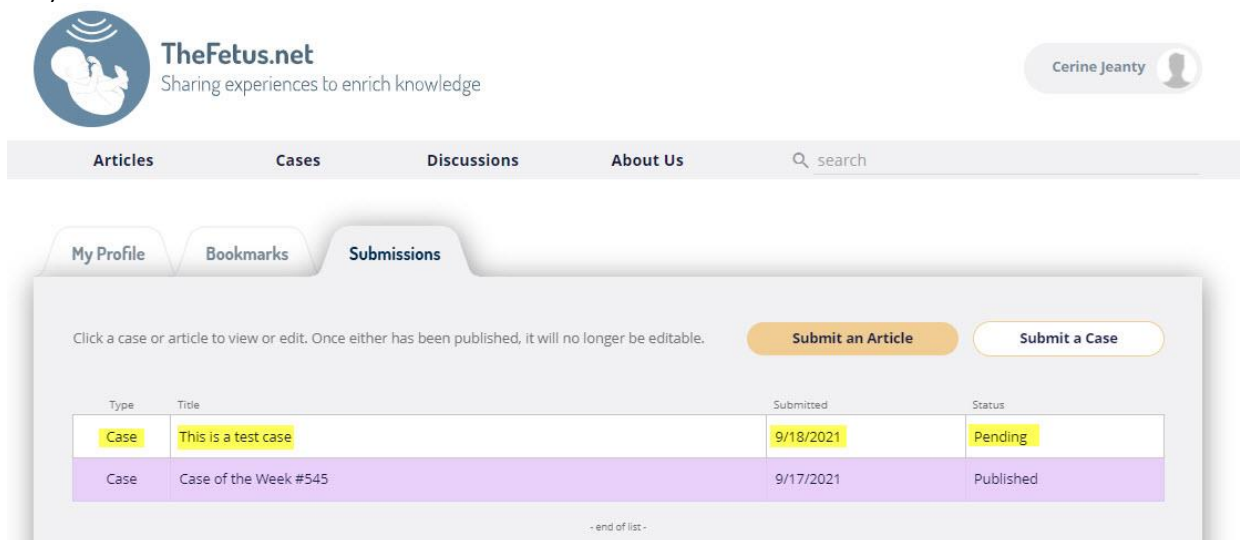 TheFetus.net
Sharing experiences to enrich knowledge
Cerine Jeanty
Articles Cases Discussions About Us search
My Profile Bookmarks Submissions
Click a case or article to view or edit. Once either has been published, it will no longer be editable. Submit an Article Submit a Case
Type Title Submitted Status
Case This is a test case 9/18/2021 Pending
Case Case of the Week #545 9/17/2021 Published
- end of list -